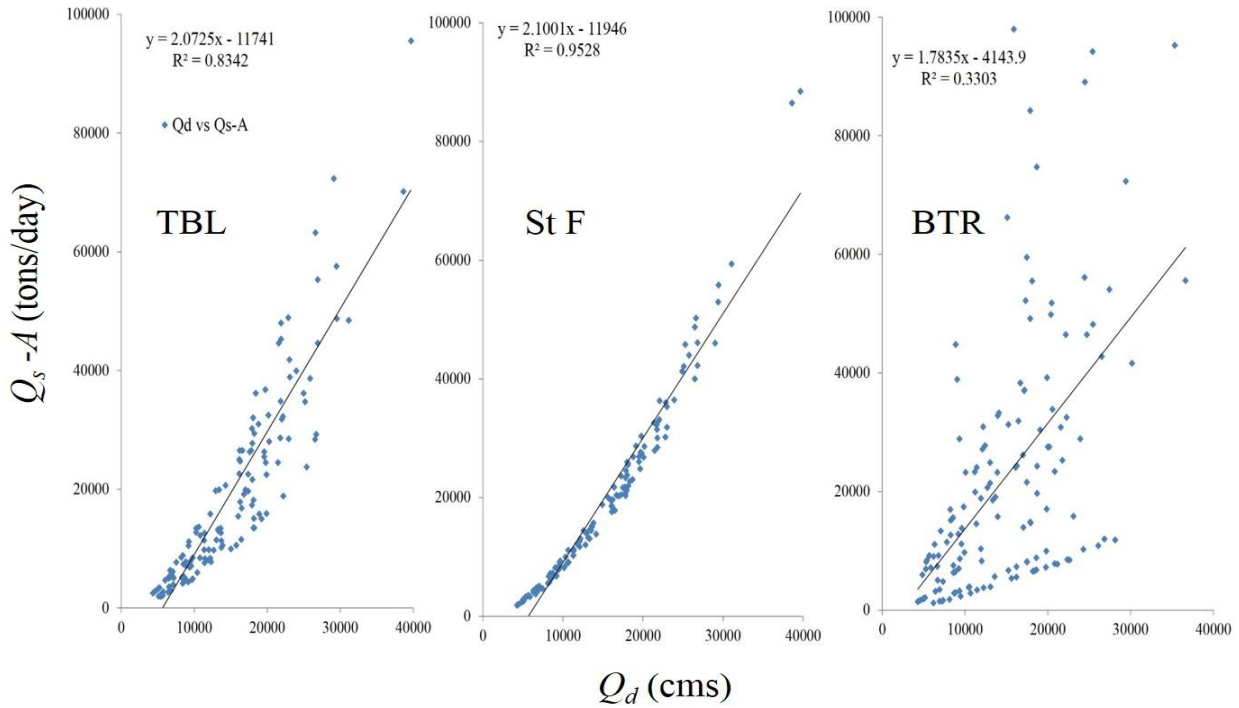 Qs -A (tons/day)
100000
80000
60000
40000
20000
0
y = 2.0725x - 11741
R² = 0.8342
Qd vs Qs-A
TBL
0 10000 20000 30000 40000
100000
80000
60000
40000
20000
0
y = 2.1001x - 11946
R² = 0.9528
St F
0 10000 20000 30000 40000
100000
80000
60000
40000
20000
0
y = 1.7835x - 4143.9
R² = 0.3303
BTR
0 10000 20000 30000 40000
Qd (cms)